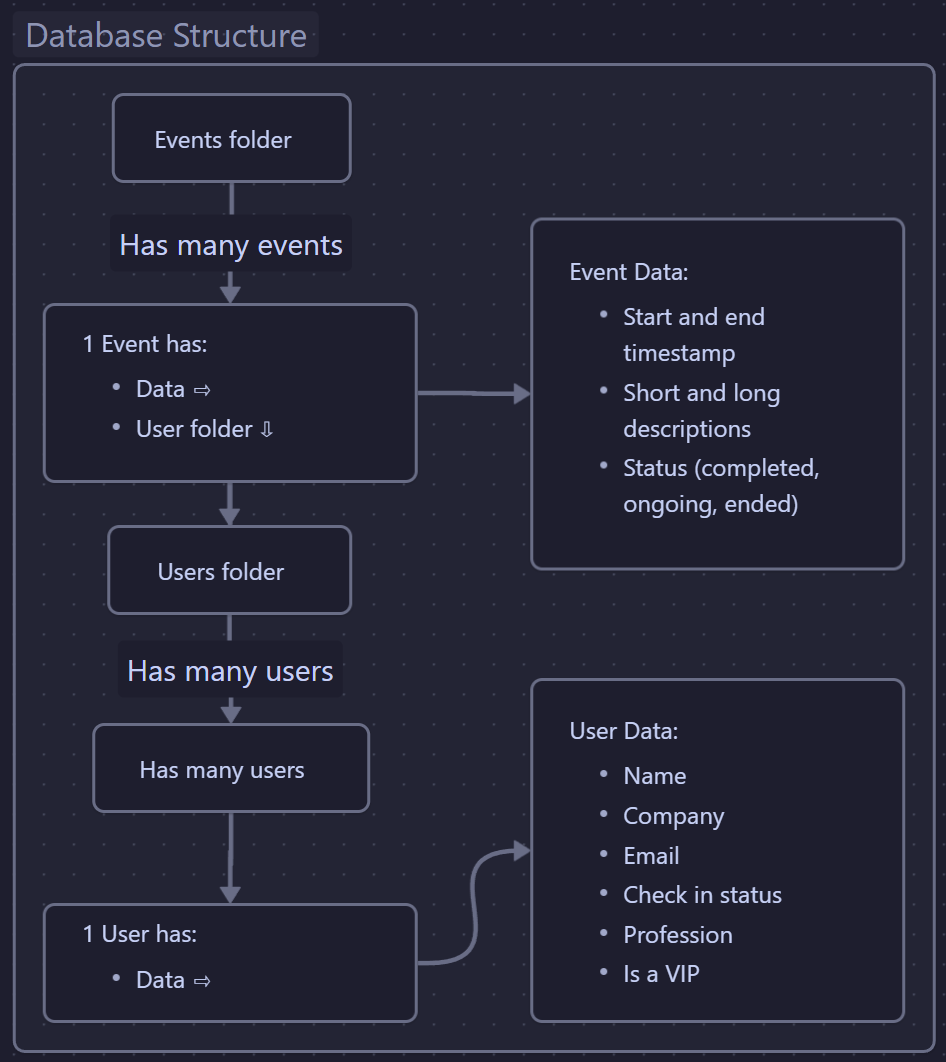 Database Structure
Events folder
Has many events
1 Event has:
• Data ⇨
• User folder ⇩
Event Data:
• Start and end
timestamp
• Short and long
descriptions
• Status (completed,
ongoing, ended)
Users folder
Has many users
Has many users
1 User has:
• Data ⇨
User Data:
• Name
• Company
• Email
• Check in status
• Profession
• Is a VIP